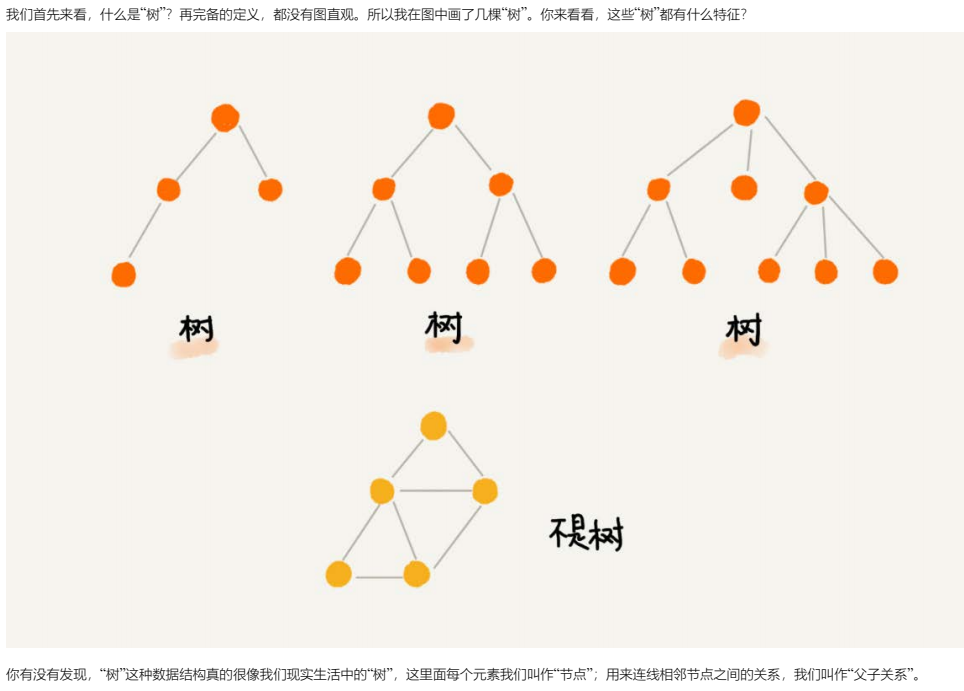 我们首先来看，什么是“树”？再完备的定义，都没有图直观。所以我在图中画了几棵“树”。你来看看，这些“树”都有什么特征？
树
树
树
不是树
你有没有发现，“树”这种数据结构真的很像我们现实生活中的“树”，这里面每个元素我们叫作“节点”；用来连线相邻节点之间的关系，我们叫作“父子关系”。